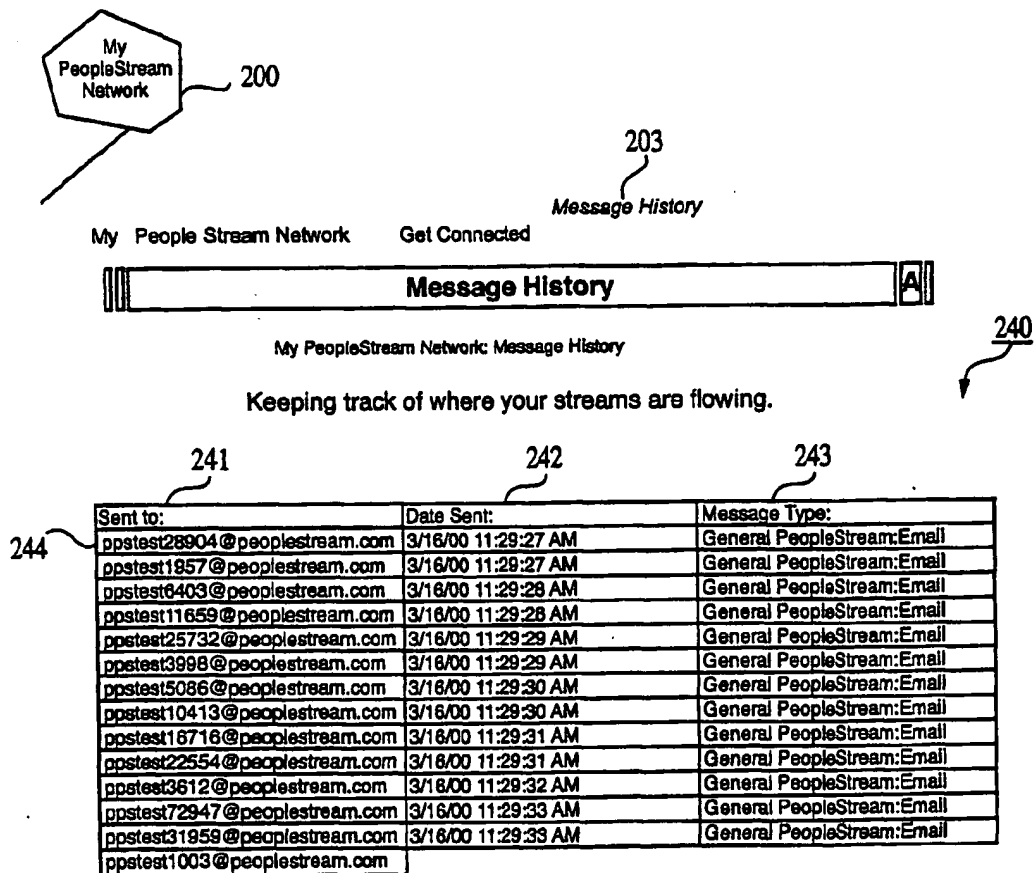 My
PeopleStream
Network
200
203
Message History
My People Stream Network Get Connected
Message History A
240
My PeopleStream Network: Message History
Keeping track of where your streams are flowing.
241 242 243
Sent to: Date Sent: Message Type:
244
ppstest28904@peoplestream.com 3/16/00 11:29:27 AM General PeopleStream:Email
ppstest1957@peoplestream.com 3/16/00 11:29:27 AM General PeopleStream:Email
ppstest6403@peoplestream.com 3/16/00 11:29:28 AM General PeopleStream:Email
ppstest11659@peoplestream.com 3/16/00 11:29:28 AM General PeopleStream:Email
ppstest25732@peoplestream.com 3/16/00 11:29:29 AM General PeopleStream:Email
ppstest3998@peoplestream.com 3/16/00 11:29:29 AM General PeopleStream:Email
ppstest5086@peoplestream.com 3/16/00 11:29:30 AM General PeopleStream:Email
ppstest10413@peoplestream.com 3/16/00 11:29:30 AM General PeopleStream:Email
ppstest16716@peoplestream.com 3/16/00 11:29:31 AM General PeopleStream:Email
ppstest22554@peoplestream.com 3/16/00 11:29:31 AM General PeopleStream:Email
ppstest3612@peoplestream.com 3/16/00 11:29:32 AM General PeopleStream:Email
ppstest72947@peoplestream.com 3/16/00 11:29:33 AM General PeopleStream:Email
ppstest31959@peoplestream.com 3/16/00 11:29:33 AM General PeopleStream:Email
ppstest1003@peoplestream.com